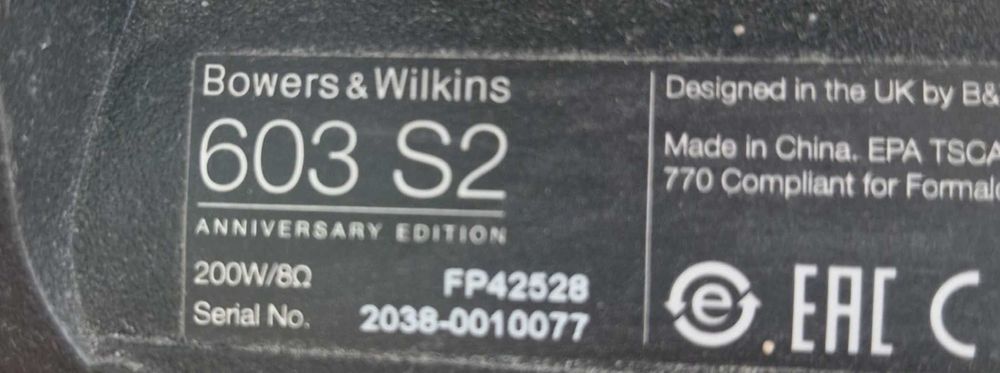 Bowers & Wilkins
603 S2
ANNIVERSARY EDITION
200W/8Ω FP42528
Serial No. 2038-0010077
Designed in the UK by B&
Made in China. EPA TSCA
770 Compliant for Formal
e
EAC
C